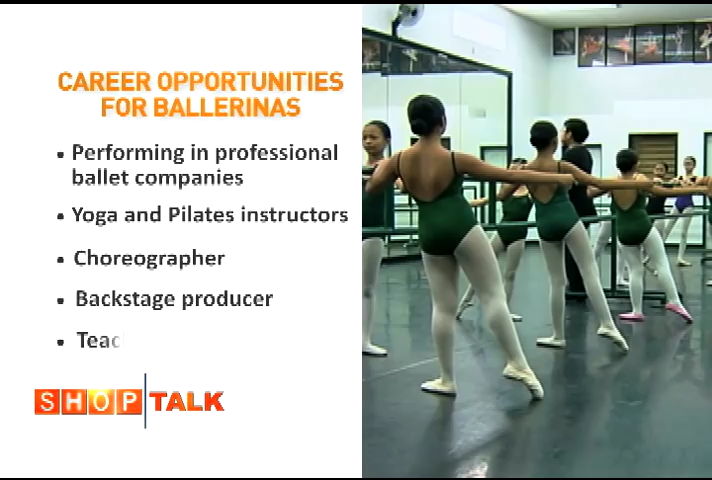 CAREER OPPORTUNITIES
FOR BALLERINAS
• Performing in professional
ballet companies
• Yoga and Pilates instructors
• Choreographer
• Backstage producer
• Teac
SHOP TALK